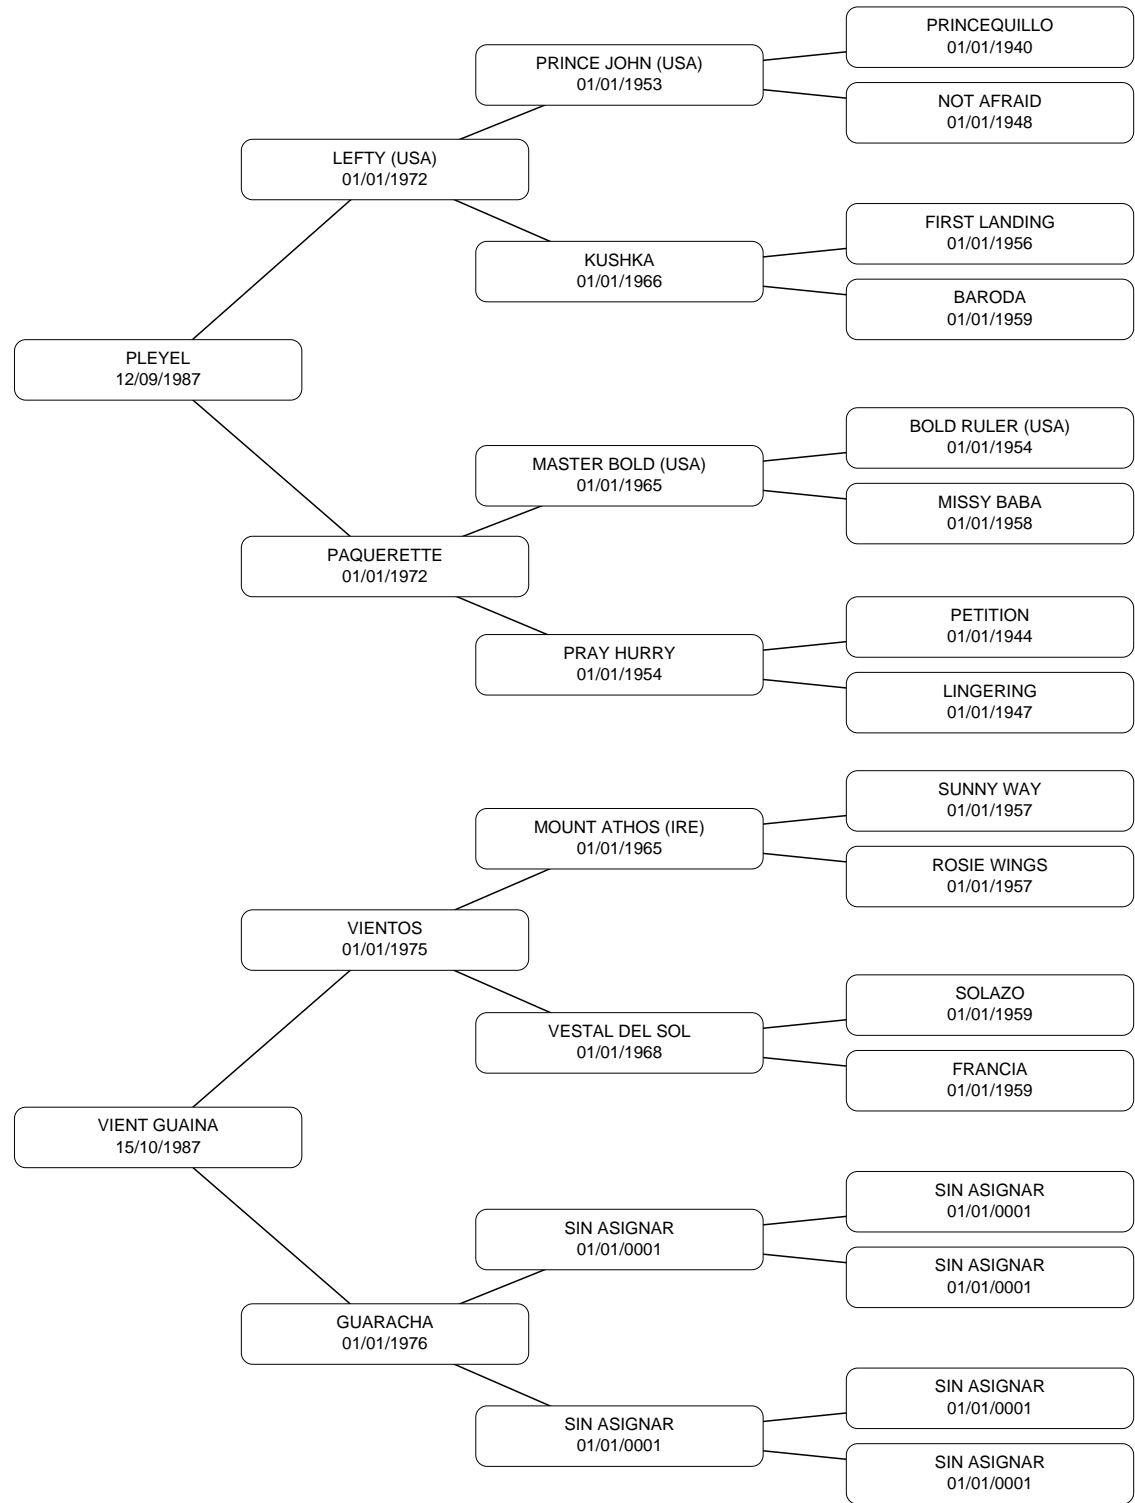 PRINCEQUILLO
01/01/1940
PRINCE JOHN (USA)
01/01/1953
NOT AFRAID
01/01/1948
LEFTY (USA)
01/01/1972
FIRST LANDING
01/01/1956
KUSHKA
01/01/1966
BARODA
01/01/1959
PLEYEL
12/09/1987
BOLD RULER (USA)
01/01/1954
MASTER BOLD (USA)
01/01/1965
MISSY BABA
01/01/1958
PAQUERETTE
01/01/1972
PETITION
01/01/1944
PRAY HURRY
01/01/1954
LINGERING
01/01/1947
SUNNY WAY
01/01/1957
MOUNT ATHOS (IRE)
01/01/1965
ROSIE WINGS
01/01/1957
VIENTOS
01/01/1975
SOLAZO
01/01/1959
VESTAL DEL SOL
01/01/1968
FRANCIA
01/01/1959
VIENT GUAINA
15/10/1987
SIN ASIGNAR
01/01/0001
SIN ASIGNAR
01/01/0001
SIN ASIGNAR
01/01/0001
GUARACHA
01/01/1976
SIN ASIGNAR
01/01/0001
SIN ASIGNAR
01/01/0001
SIN ASIGNAR
01/01/0001